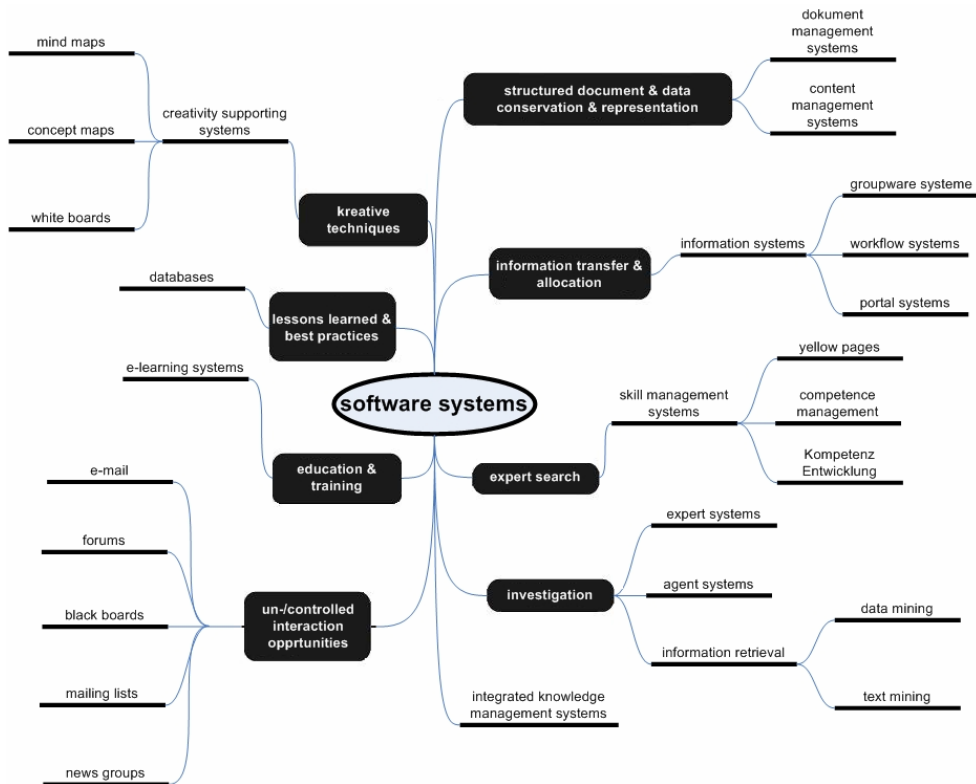 mind maps
concept maps
white boards
creativity supporting
systems
kreative
techniques
databases
lessons learned &
best practices
e-learning systems
education &
training
e-mail
forums
black boards
mailing lists
news groups
un-/controlled
interaction
opprtunities
software systems
structured document & data
conservation & representation
dokument
management
systems
content
management
systems
information transfer &
allocation
information systems
groupware systeme
workflow systems
portal systems
expert search
skill management
systems
yellow pages
competence
management
Kompetenz
Entwicklung
investigation
expert systems
agent systems
information retrieval
data mining
text mining
integrated knowledge
management systems